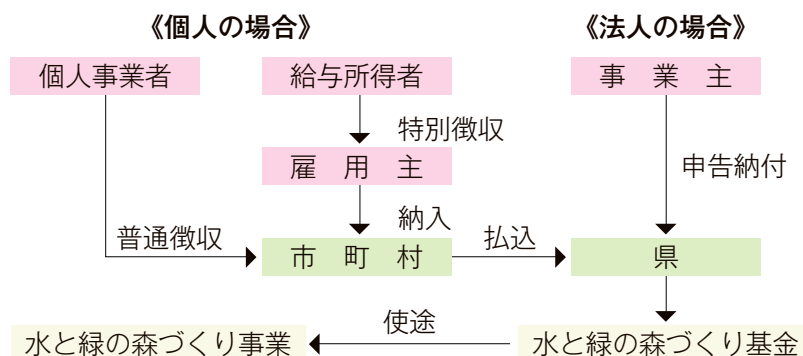 《個人の場合》 《法人の場合》
個人事業者 給与所得者 事業主
特別徴収
雇用主 申告納付
納入
普通徴収 払込
市町村 県
使途
水と緑の森づくり事業 水と緑の森づくり基金